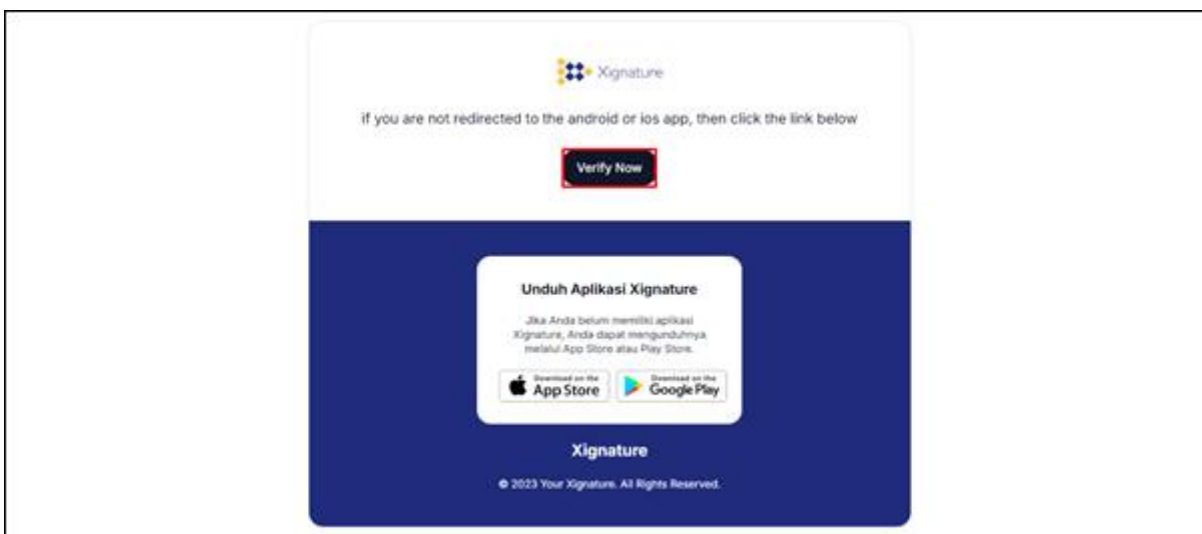 Xignature
if you are not redirected to the android or ios app, then click the link below
Verify Now
Unduh Aplikasi Xignature
Jika Anda belum memiliki aplikasi
Xignature, Anda dapat mengunduhnya
melalui App Store atau Play Store.
Download on the
App Store
Download on the
Google Play
Xignature
© 2023 Your Xignature. All Rights Reserved.